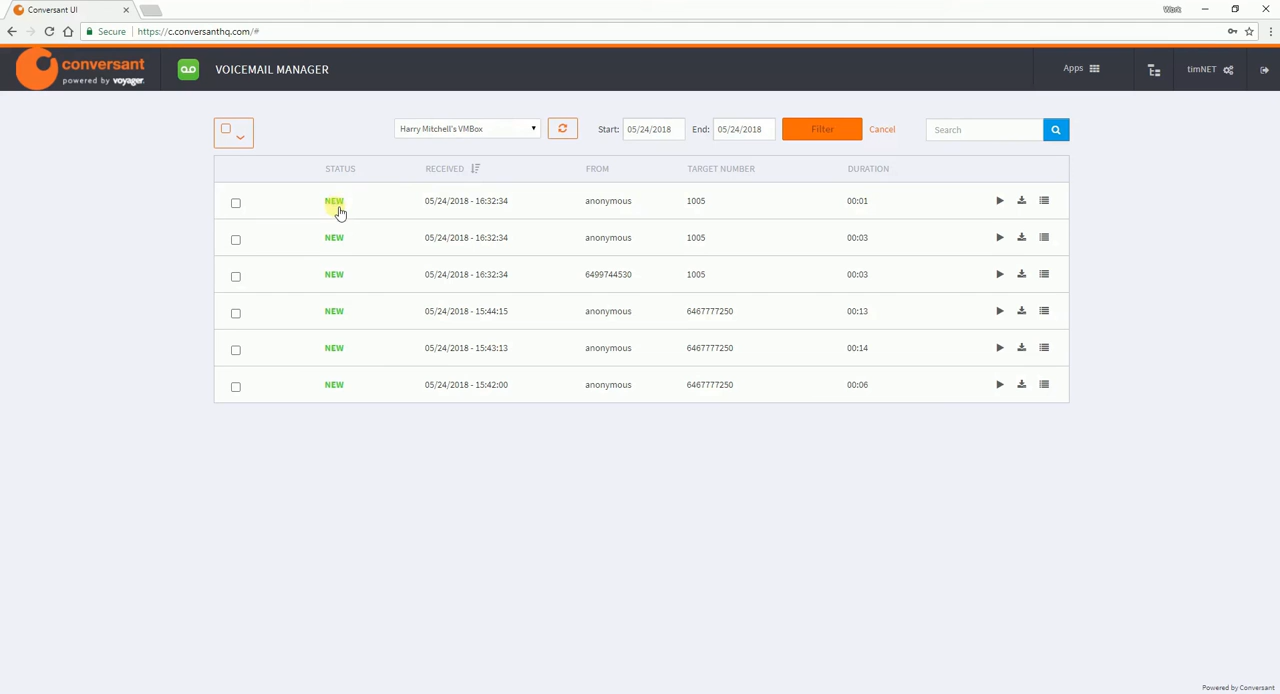 Conversant UI
Work
Secure https://c.conversanthq.com/#
conversant
powered by voyager.
VOICEMAIL MANAGER
Apps
timNET
Harry Mitchell's VMBox
Start: 05/24/2018 End: 05/24/2018 Filter Cancel Search
STATUS RECEIVED FROM TARGET NUMBER DURATION
NEW 05/24/2018 - 16:32:34 anonymous 1005 00:01
NEW 05/24/2018 - 16:32:34 anonymous 1005 00:03
NEW 05/24/2018 - 16:32:34 6499744530 1005 00:03
NEW 05/24/2018 - 15:44:15 anonymous 6467777250 00:13
NEW 05/24/2018 - 15:43:13 anonymous 6467777250 00:14
NEW 05/24/2018 - 15:42:00 anonymous 6467777250 00:06
Powered by Conversant